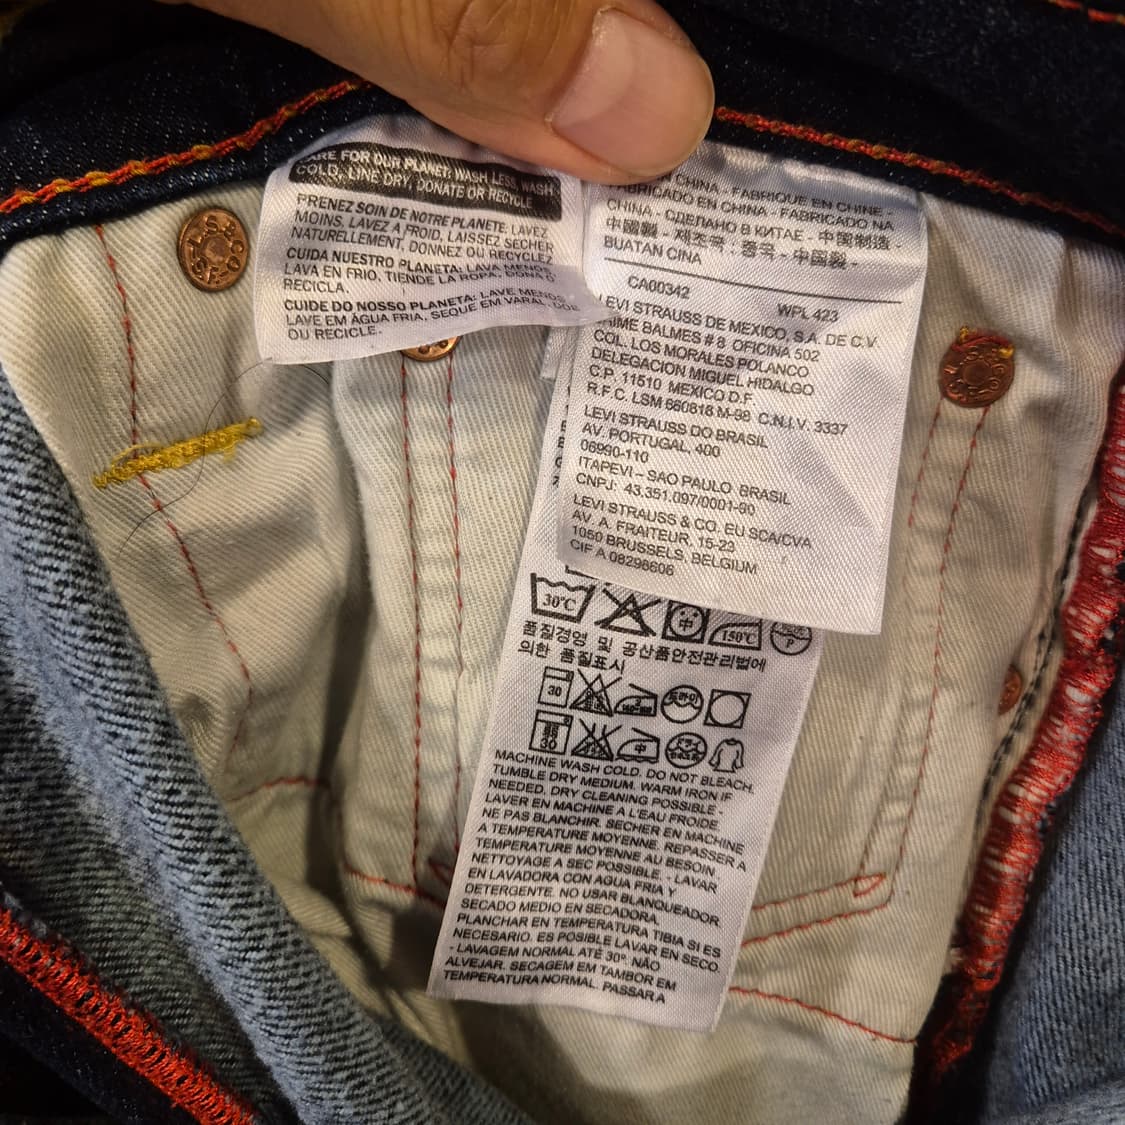 CARE FOR OUR PLANET: WASH LESS, WASH
COLD, LINE DRY, DONATE OR RECYCLE
PRENEZ SOIN DE NOTRE PLANETE: LAVEZ
MOINS, LAVEZ A FROID, LAISSEZ SÉCHER
NATURELLEMENT, DONNEZ OU RECYCLEZ
CUIDA NUESTRO PLANETA: LAVA MENOS,
LAVA EN FRIO, TIENDE LA ROPA, DONA O
RECICLA.
CUIDE DO NOSSO PLANETA: LAVE MENOS,
LAVE EM ÁGUA FRIA, SEQUE EM VARAL, DOE
OU RECICLE.
CHINA - FABRIQUE EN CHINE -
FABRICADO EN CHINA - FABRICADO NA
CHINA - СДЕЛАНО В КИТАЕ - 中国制造 -
中國製 - 제조국 : 중국 - 中国製 -
BUATAN CINA
CA00342 WPL 423
LEVI STRAUSS DE MEXICO, S.A. DE C.V.
JAIME BALMES # 8 OFICINA 502
COL. LOS MORALES POLANCO
DELEGACION MIGUEL HIDALGO
C.P. 11510 MEXICO D.F.
R.F.C. LSM 660818 M-98 C.N.I.V. 3337
LEVI STRAUSS DO BRASIL
AV. PORTUGAL, 400
06990-110
ITAPEVI – SAO PAULO BRASIL
CNPJ: 43.351.097/0001-90
LEVI STRAUSS & CO. EU SCA/CVA
AV. A. FRAITEUR, 15-23
1050 BRUSSELS, BELGIUM
CIF A 08298606
30°C 中 150°C P
품질경영 및 공산품안전관리법에
의한 품질표시
30 드라이
弱 30 中
MACHINE WASH COLD. DO NOT BLEACH.
TUMBLE DRY MEDIUM. WARM IRON IF
NEEDED. DRY CLEANING POSSIBLE -
LAVER EN MACHINE A L'EAU FROIDE
NE PAS BLANCHIR. SECHER EN MACHINE
A TEMPERATURE MOYENNE. REPASSER A
TEMPERATURE MOYENNE AU BESOIN
NETTOYAGE A SEC POSSIBLE. - LAVAR
EN LAVADORA CON AGUA FRIA Y
DETERGENTE. NO USAR BLANQUEADOR
SECADO MEDIO EN SECADORA.
PLANCHAR EN TEMPERATURA TIBIA SI ES
NECESARIO. ES POSIBLE LAVAR EN SECO.
- LAVAGEM NORMAL ATÉ 30º. NÃO
ALVEJAR. SECAGEM EM TAMBOR EM
TEMPERATURA NORMAL. PASSAR A